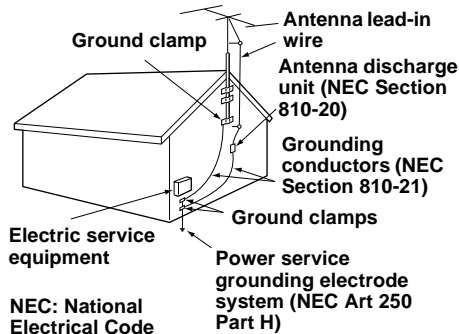 Antenna lead-in
wire
Ground clamp
Antenna discharge
unit (NEC Section
810-20)
Grounding
conductors (NEC
Section 810-21)
Ground clamps
Electric service
equipment
Power service
grounding electrode
system (NEC Art 250
Part H)
NEC: National
Electrical Code